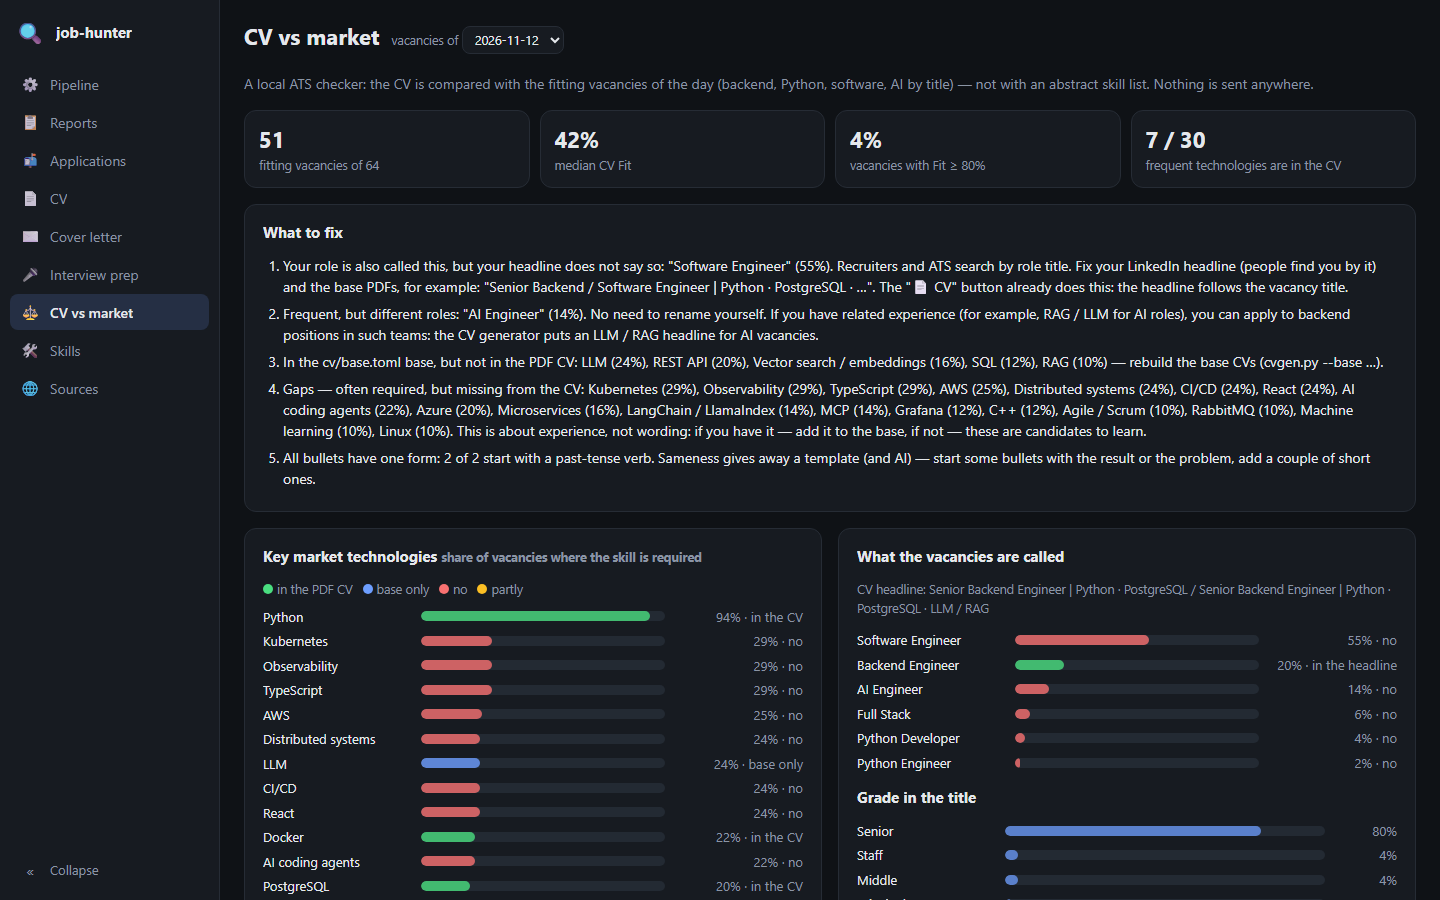 job-hunter
Pipeline
Reports
Applications
CV
Cover letter
Interview prep
CV vs market
Skills
Sources
« Collapse
CV vs market vacancies of 2026-11-12
A local ATS checker: the CV is compared with the fitting vacancies of the day (backend, Python, software, AI by title) — not with an abstract skill list. Nothing is sent anywhere.
51
fitting vacancies of 64
42%
median CV Fit
4%
vacancies with Fit ≥ 80%
7 / 30
frequent technologies are in the CV
What to fix
1. Your role is also called this, but your headline does not say so: "Software Engineer" (55%). Recruiters and ATS search by role title. Fix your LinkedIn headline (people find you by it)
and the base PDFs, for example: "Senior Backend / Software Engineer | Python · PostgreSQL · ...". The "📄 CV" button already does this: the headline follows the vacancy title.
2. Frequent, but different roles: "AI Engineer" (14%). No need to rename yourself. If you have related experience (for example, RAG / LLM for AI roles), you can apply to backend
positions in such teams: the CV generator puts an LLM / RAG headline for AI vacancies.
3. In the cv/base.toml base, but not in the PDF CV: LLM (24%), REST API (20%), Vector search / embeddings (16%), SQL (12%), RAG (10%) — rebuild the base CVs (cvgen.py --base ...).
4. Gaps — often required, but missing from the CV: Kubernetes (29%), Observability (29%), TypeScript (29%), AWS (25%), Distributed systems (24%), CI/CD (24%), React (24%), AI
coding agents (22%), Azure (20%), Microservices (16%), LangChain / LlamaIndex (14%), MCP (14%), Grafana (12%), C++ (12%), Agile / Scrum (10%), RabbitMQ (10%), Machine
learning (10%), Linux (10%). This is about experience, not wording: if you have it — add it to the base, if not — these are candidates to learn.
5. All bullets have one form: 2 of 2 start with a past-tense verb. Sameness gives away a template (and AI) — start some bullets with the result or the problem, add a couple of short
ones.
Key market technologies share of vacancies where the skill is required
in the PDF CV base only no partly
Python 94% · in the CV
Kubernetes 29% · no
Observability 29% · no
TypeScript 29% · no
AWS 25% · no
Distributed systems 24% · no
LLM 24% · base only
CI/CD 24% · no
React 24% · no
Docker 22% · in the CV
AI coding agents 22% · no
PostgreSQL 20% · in the CV
What the vacancies are called
CV headline: Senior Backend Engineer | Python · PostgreSQL / Senior Backend Engineer | Python ·
PostgreSQL · LLM / RAG
Software Engineer 55% · no
Backend Engineer 20% · in the headline
AI Engineer 14% · no
Full Stack 6% · no
Python Developer 4% · no
Python Engineer 2% · no
Grade in the title
Senior 80%
Staff 4%
Middle 4%